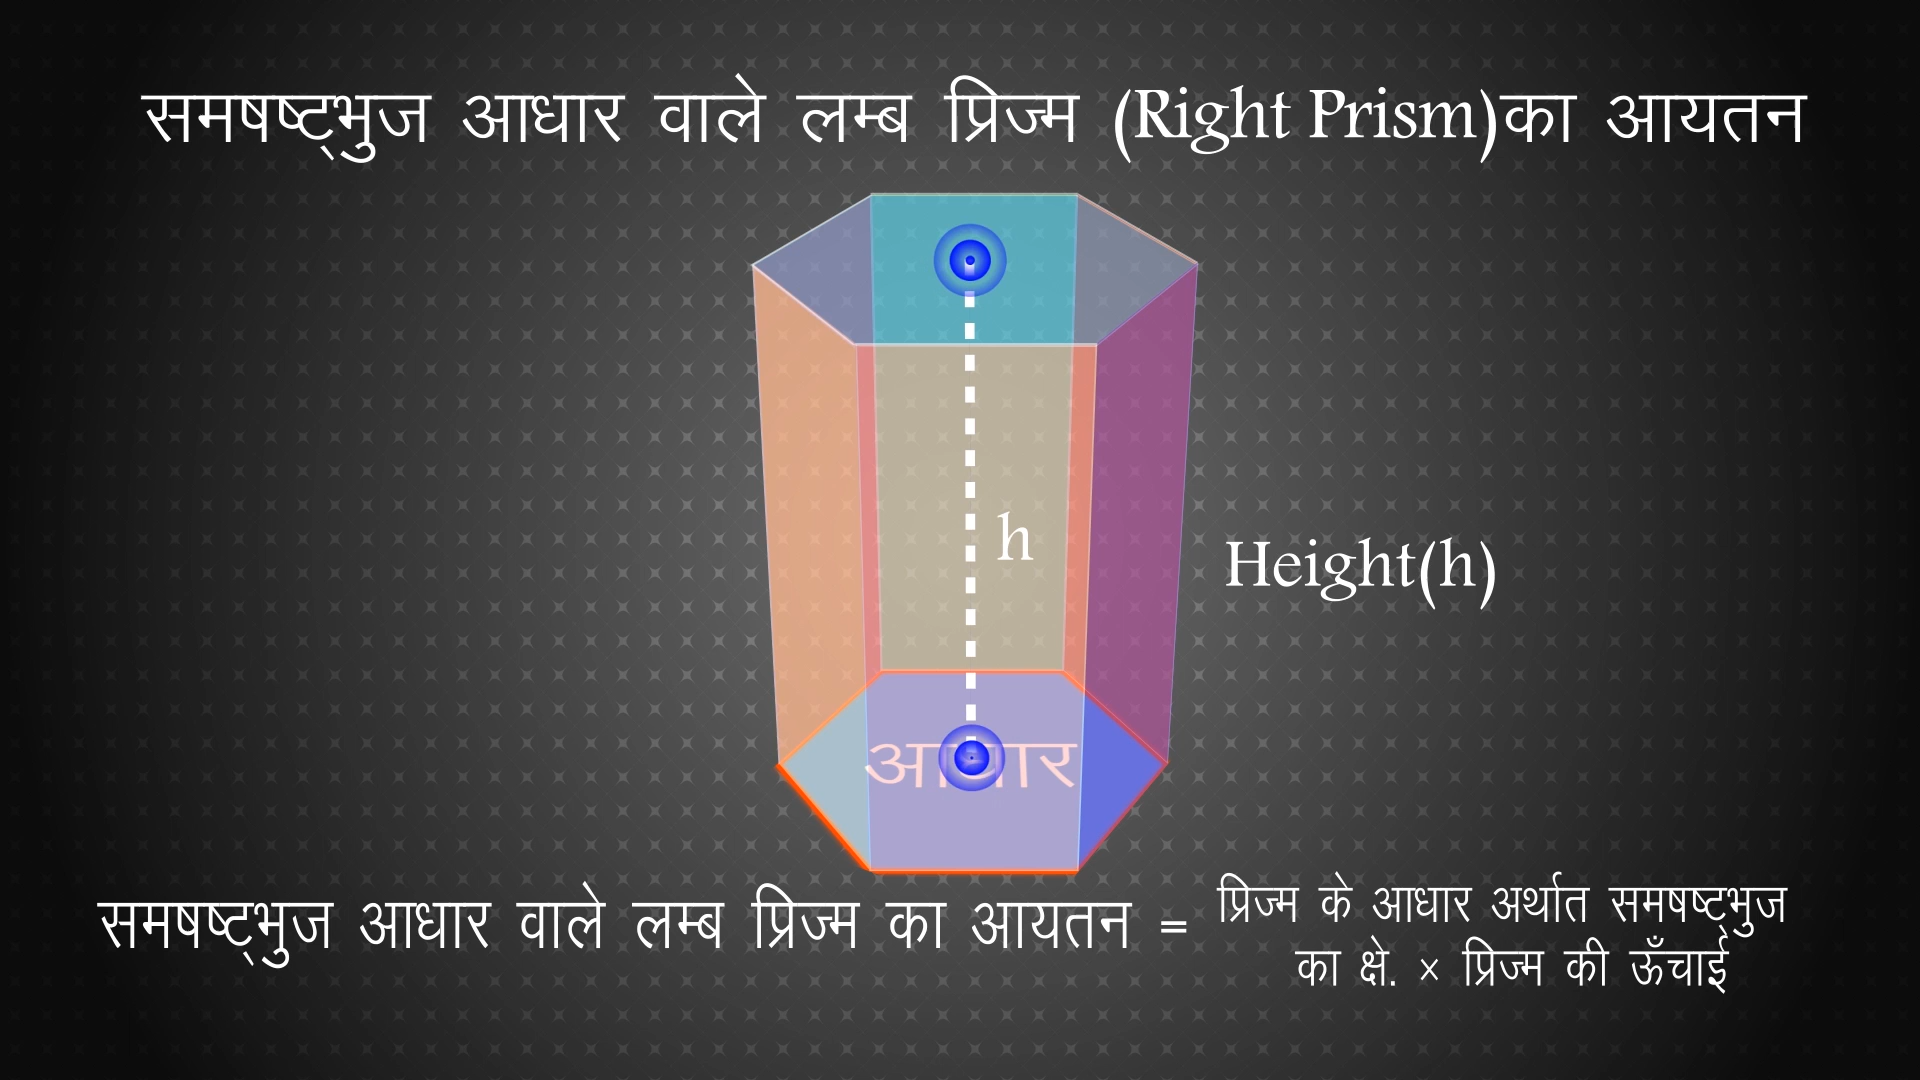 समषष्ट्भुज आधार वाले लम्ब प्रिज्म (Right Prism)का आयतन
h
Height(h)
आधार
समषष्ट्भुज आधार वाले लम्ब प्रिज्म का आयतन = प्रिज्म के आधार अर्थात समषष्ट्भुज
का क्षे. × प्रिज्म की ऊँचाई